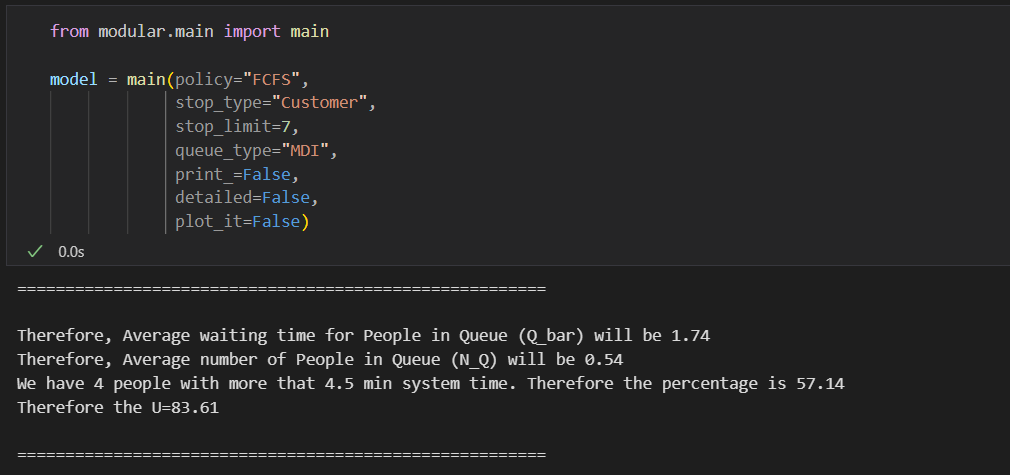 from modular.main import main
model = main(policy="FCFS",
stop_type="Customer",
stop_limit=7,
queue_type="MDI",
print_=False,
detailed=False,
plot_it=False)
0.0s
=======================================================
Therefore, Average waiting time for People in Queue (Q_bar) will be 1.74
Therefore, Average number of People in Queue (N_Q) will be 0.54
We have 4 people with more that 4.5 min system time. Therefore the percentage is 57.14
Therefore the U=83.61
=======================================================